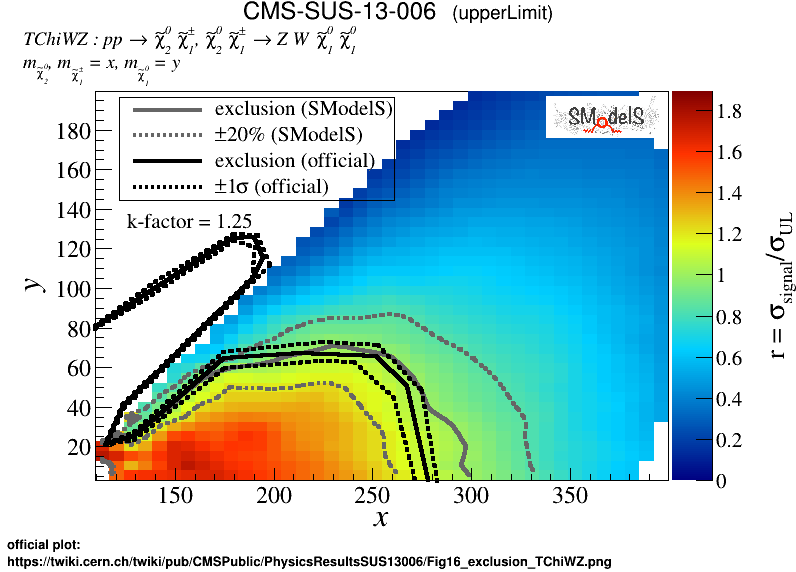 CMS-SUS-13-006 (upperLimit)
TChiWZ : pp → χ̃₂⁰ χ̃₁±, χ̃₂⁰ χ̃₁± → Z W χ̃₁⁰ χ̃₁⁰
m_χ̃₂⁰, m_χ̃₁± = x, m_χ̃₁⁰ = y
exclusion (SModelS)
±20% (SModelS)
exclusion (official)
±1σ (official)
k-factor = 1.25
SModelS
180
160
140
120
100
80
60
40
20
y
150 200 250 300 350
x
1.8
1.6
1.4
1.2
1
0.8
0.6
0.4
0.2
0
r = σ_signal/σ_UL
official plot:
https://twiki.cern.ch/twiki/pub/CMSPublic/PhysicsResultsSUS13006/Fig16_exclusion_TChiWZ.png